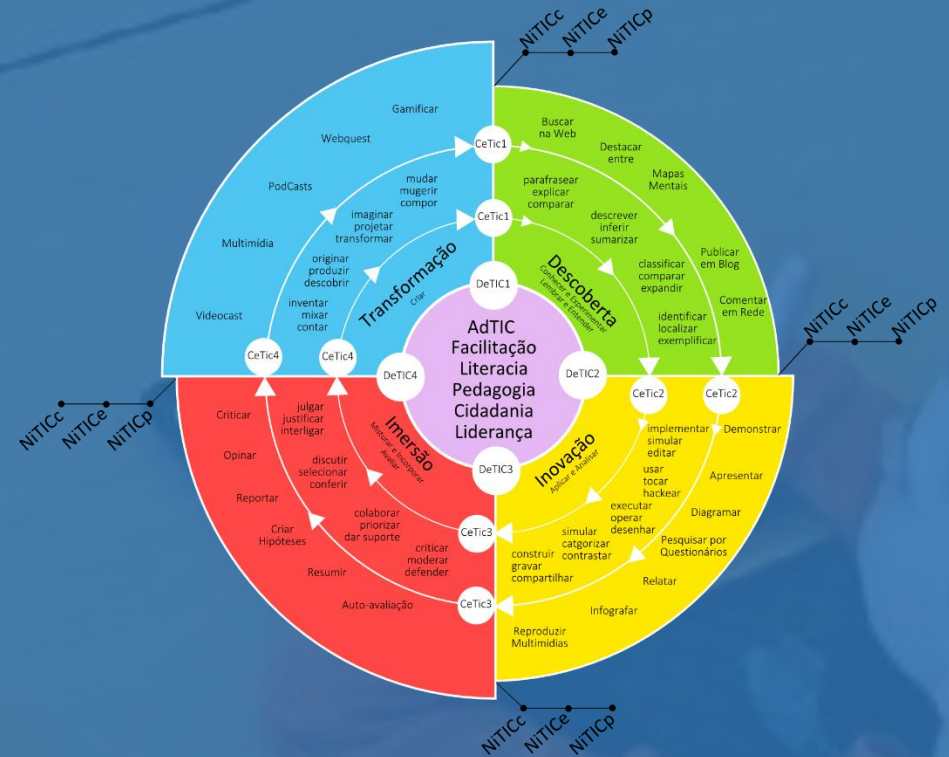 NiTICc
NiTICe
NiTICp
Gamificar
Webquest
PodCasts
Multimídia
Videocast
mudar
mugerir
compor
imaginar
projetar
transformar
originar
produzir
descobrir
inventar
mixar
contar
Transformação
Criar
CeTic1
CeTic1
DeTIC1
Buscar
na Web
Destacar
entre
Mapas
Mentais
Publicar
em Blog
Comentar
em Rede
parafrasear
explicar
comparar
descrever
inferir
sumarizar
classificar
comparar
expandir
identificar
localizar
exemplificar
Descoberta
Conhecer e Experimentar
Lembrar e Entender
NiTICc
NiTICe
NiTICp
AdTIC
Facilitação
Literacia
Pedagogia
Cidadania
Liderança
CeTic4
CeTic4
DeTIC4
DeTIC2
CeTic2
CeTic2
NiTICc
NiTICe
NiTICp
Criticar
Opinar
Reportar
Criar
Hipóteses
Resumir
Auto-avaliação
julgar
justificar
interligar
discutir
selecionar
conferir
colaborar
priorizar
dar suporte
criticar
moderar
defender
Imersão
Misturar e Incorporar
Avaliar
DeTIC3
CeTic3
CeTic3
Inovação
Aplicar e Analisar
implementar
simular
editar
usar
tocar
hackear
executar
operar
desenhar
simular
catgorizar
contrastar
construir
gravar
compartilhar
Demonstrar
Apresentar
Diagramar
Pesquisar por
Questionários
Relatar
Infografar
Reproduzir
Multimídias
NiTICc
NiTICe
NiTICp